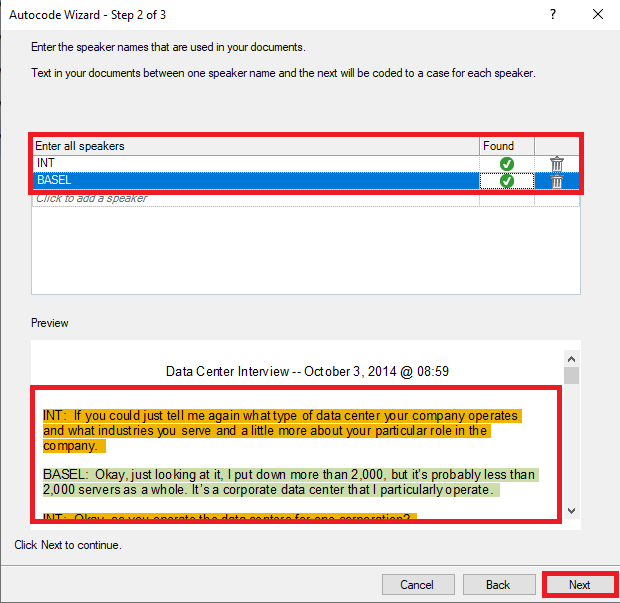 Autocode Wizard - Step 2 of 3
?
Enter the speaker names that are used in your documents.
Text in your documents between one speaker name and the next will be coded to a case for each speaker.
Enter all speakers Found
INT
BASEL
Click to add a speaker
Preview
Data Center Interview -- October 3, 2014 @ 08:59
INT: If you could just tell me again what type of data center your company operates
and what industries you serve and a little more about your particular role in the
company.
BASEL: Okay, just looking at it, I put down more than 2,000, but it's probably less than
2,000 servers as a whole. It's a corporate data center that I particularly operate.
INT: Okay, so you operate the data centers for one corporation?
Click Next to continue.
Cancel Back Next